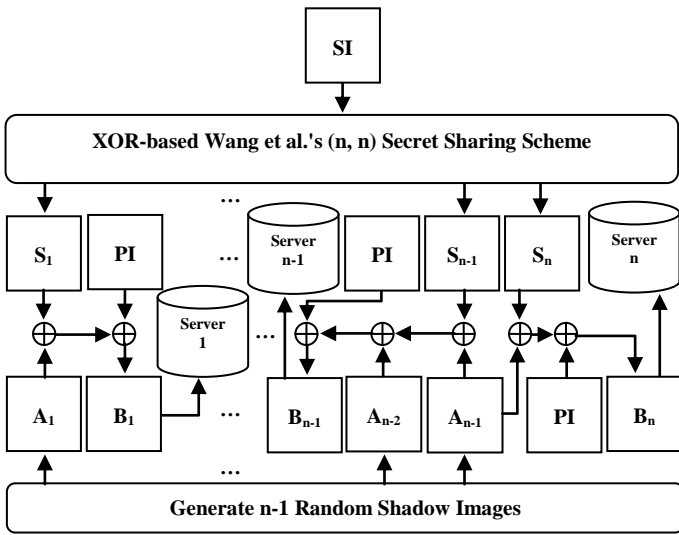 SI
XOR-based Wang et al.'s (n, n) Secret Sharing Scheme
...
S1
PI
...
Server
n-1
PI
Sn-1
Sn
Server
n
Server
1
...
A1
B1
...
Bn-1
An-2
An-1
PI
Bn
...
Generate n-1 Random Shadow Images